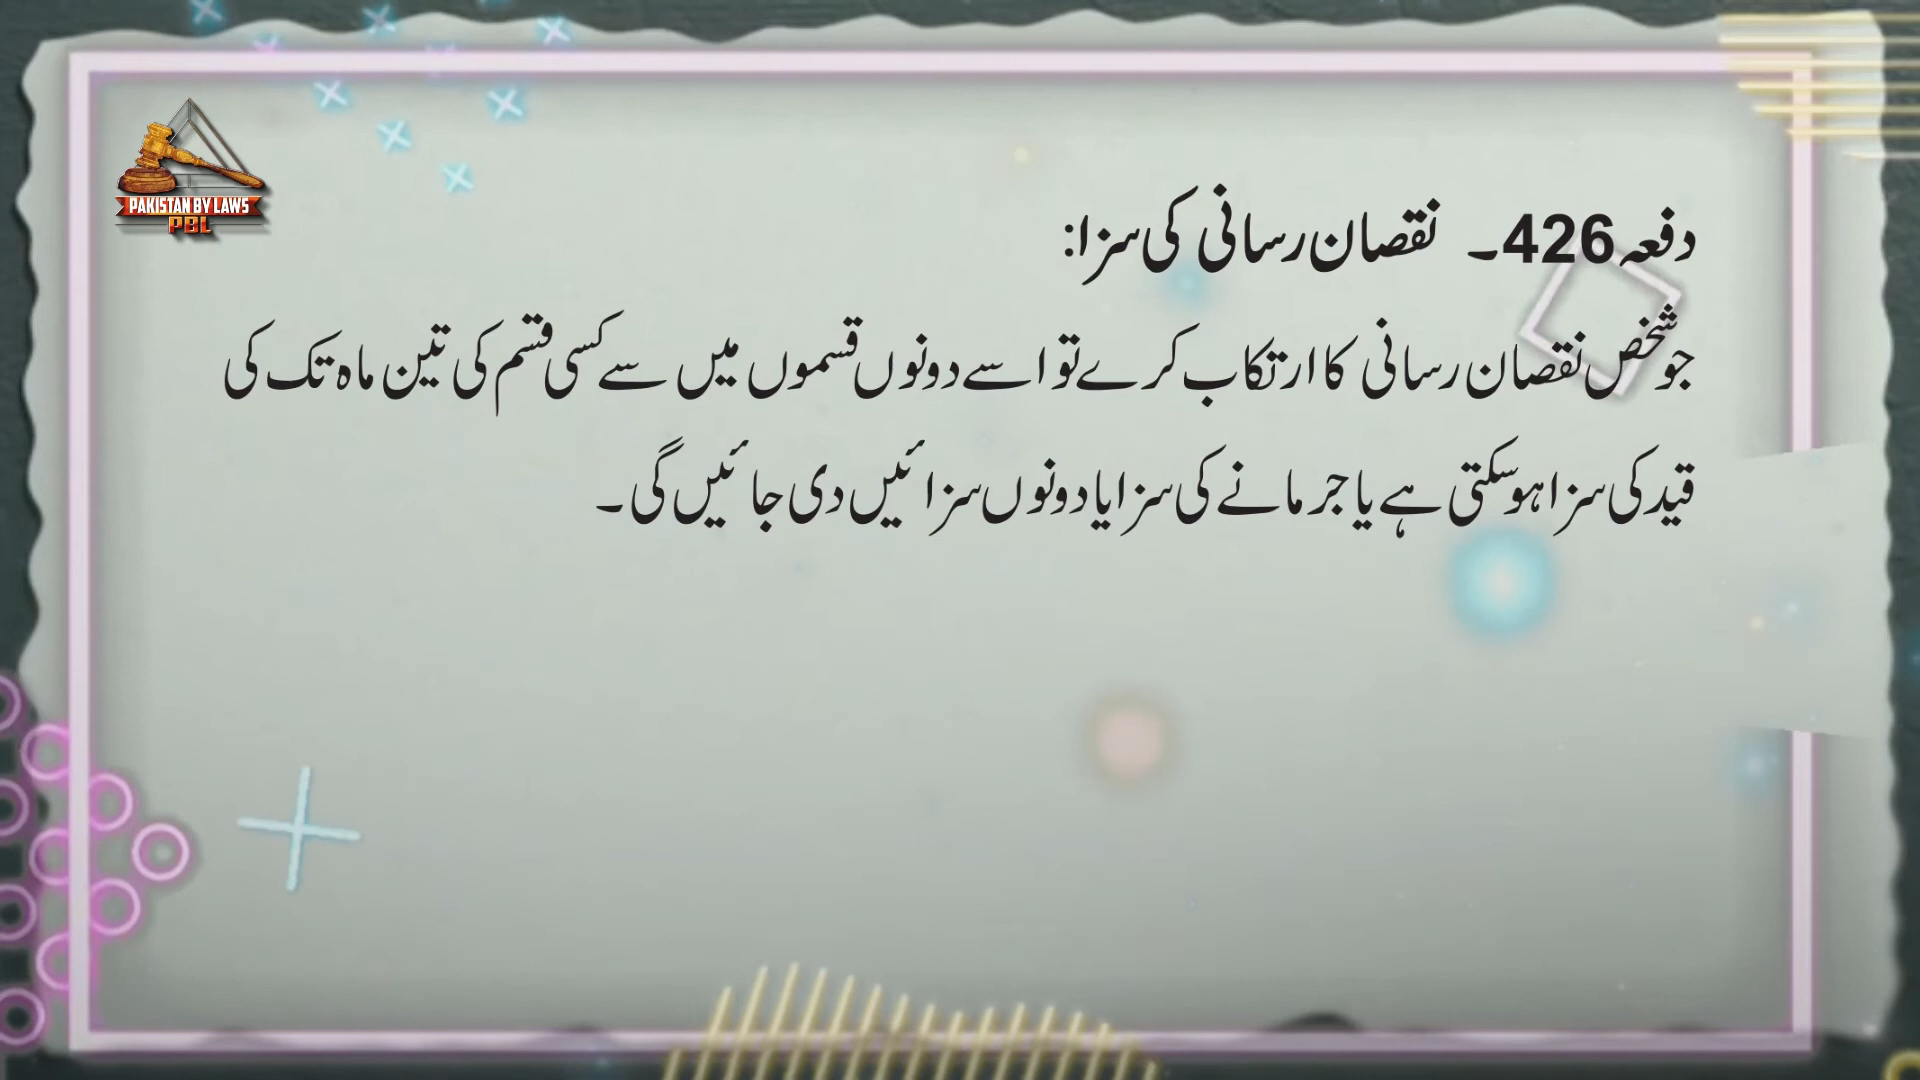 PAKISTAN BY LAWS
PBL
دفعہ 426۔ نقصان رسانی کی سزا:
جو شخص نقصان رسانی کا ارتکاب کرے تو اسے دونوں قسموں میں سے کسی قسم کی تین ماہ تک کی
قید کی سزا ہو سکتی ہے یا جرمانے کی سزا یا دونوں سزائیں دی جائیں گی۔